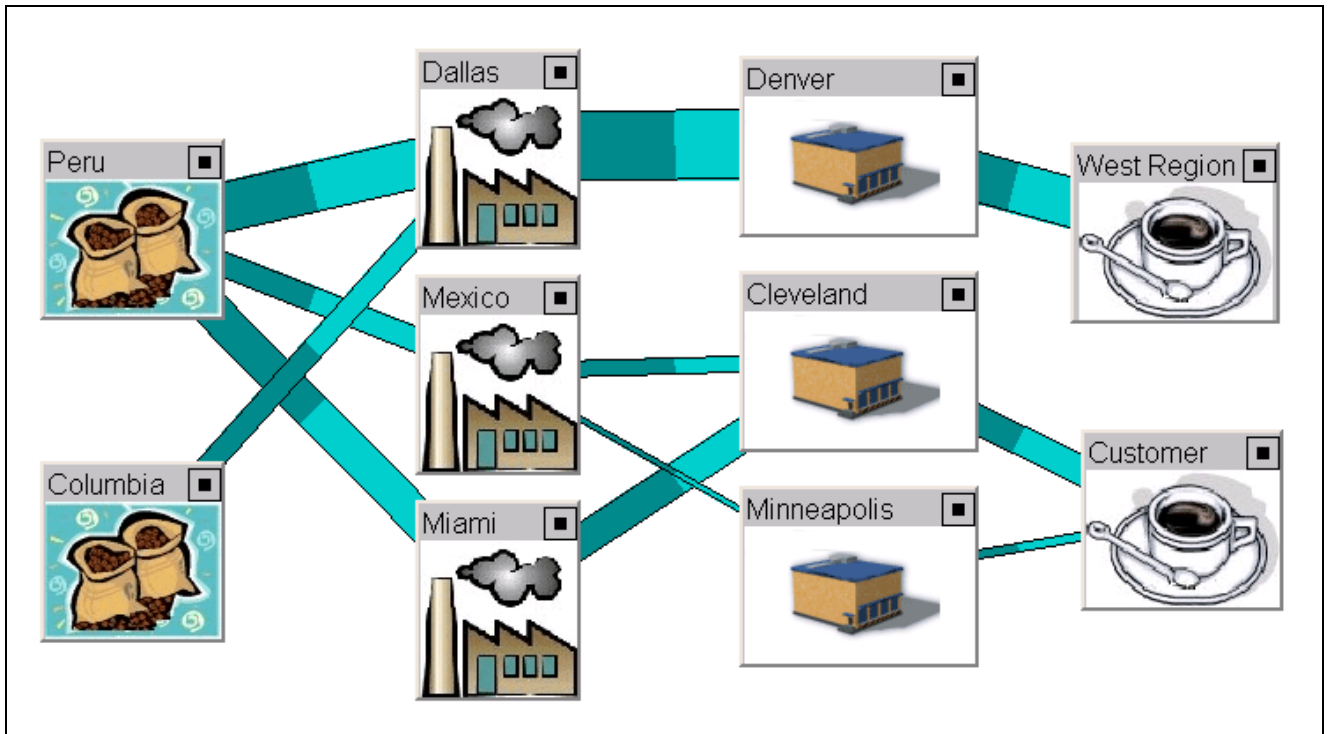 Dallas
Denver
Peru
West Region
Mexico
Cleveland
Customer
Columbia
Miami
Minneapolis